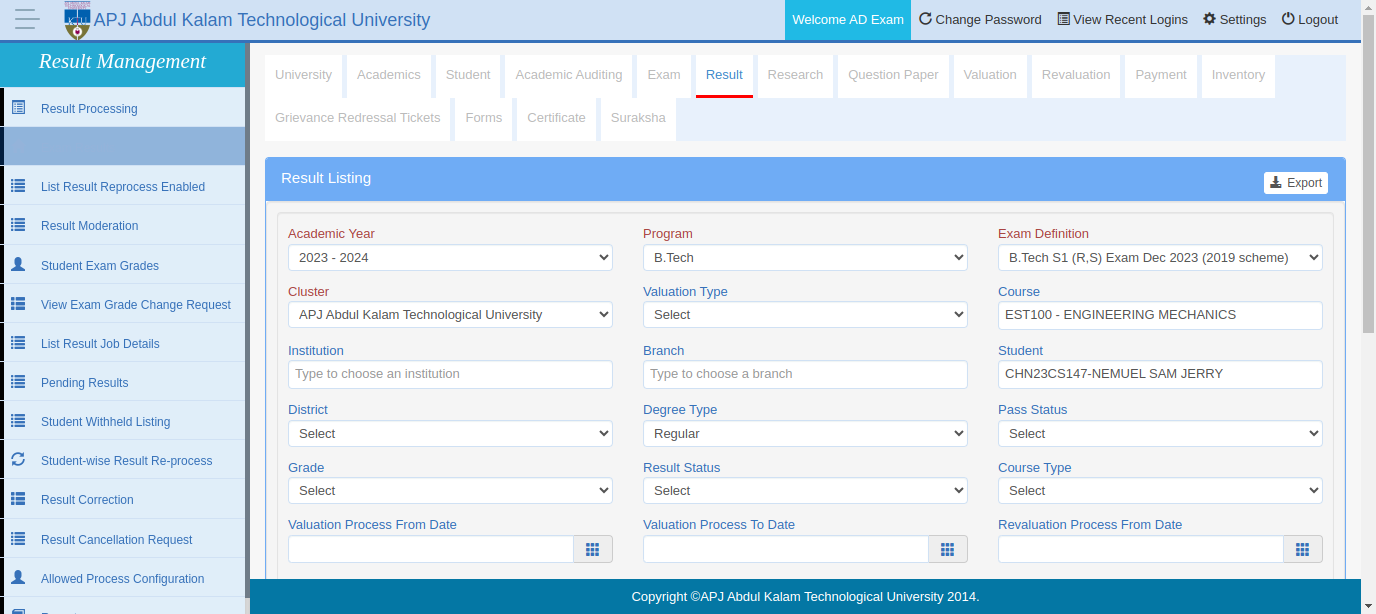 APJ Abdul Kalam Technological University
Welcome AD Exam
Change Password
View Recent Logins
Settings
Logout
Result Management
Result Processing
List Result Reprocess Enabled
Result Moderation
Student Exam Grades
View Exam Grade Change Request
List Result Job Details
Pending Results
Student Withheld Listing
Student-wise Result Re-process
Result Correction
Result Cancellation Request
Allowed Process Configuration
University Academics Student Academic Auditing Exam Result Research Question Paper Valuation Revaluation Payment Inventory
Grievance Redressal Tickets Forms Certificate Suraksha
Result Listing
Export
Academic Year Program Exam Definition
2023 - 2024 B.Tech B.Tech S1 (R,S) Exam Dec 2023 (2019 scheme)
Cluster Valuation Type Course
APJ Abdul Kalam Technological University Select EST100 - ENGINEERING MECHANICS
Institution Branch Student
Type to choose an institution Type to choose a branch CHN23CS147-NEMUEL SAM JERRY
District Degree Type Pass Status
Select Regular Select
Grade Result Status Course Type
Select Select Select
Valuation Process From Date Valuation Process To Date Revaluation Process From Date
Copyright ©APJ Abdul Kalam Technological University 2014.